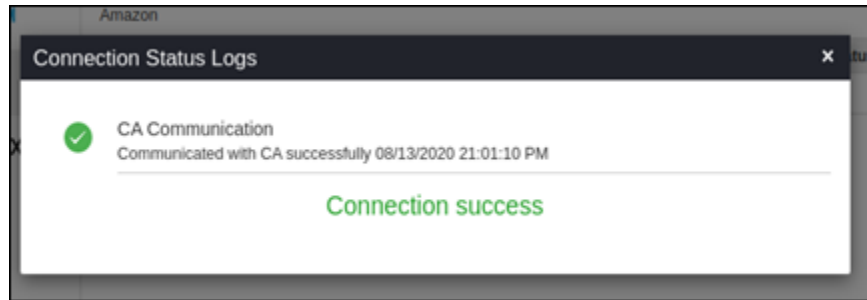 Amazon
Connection Status Logs ×
tu
CA Communication
Communicated with CA successfully 08/13/2020 21:01:10 PM
Connection success